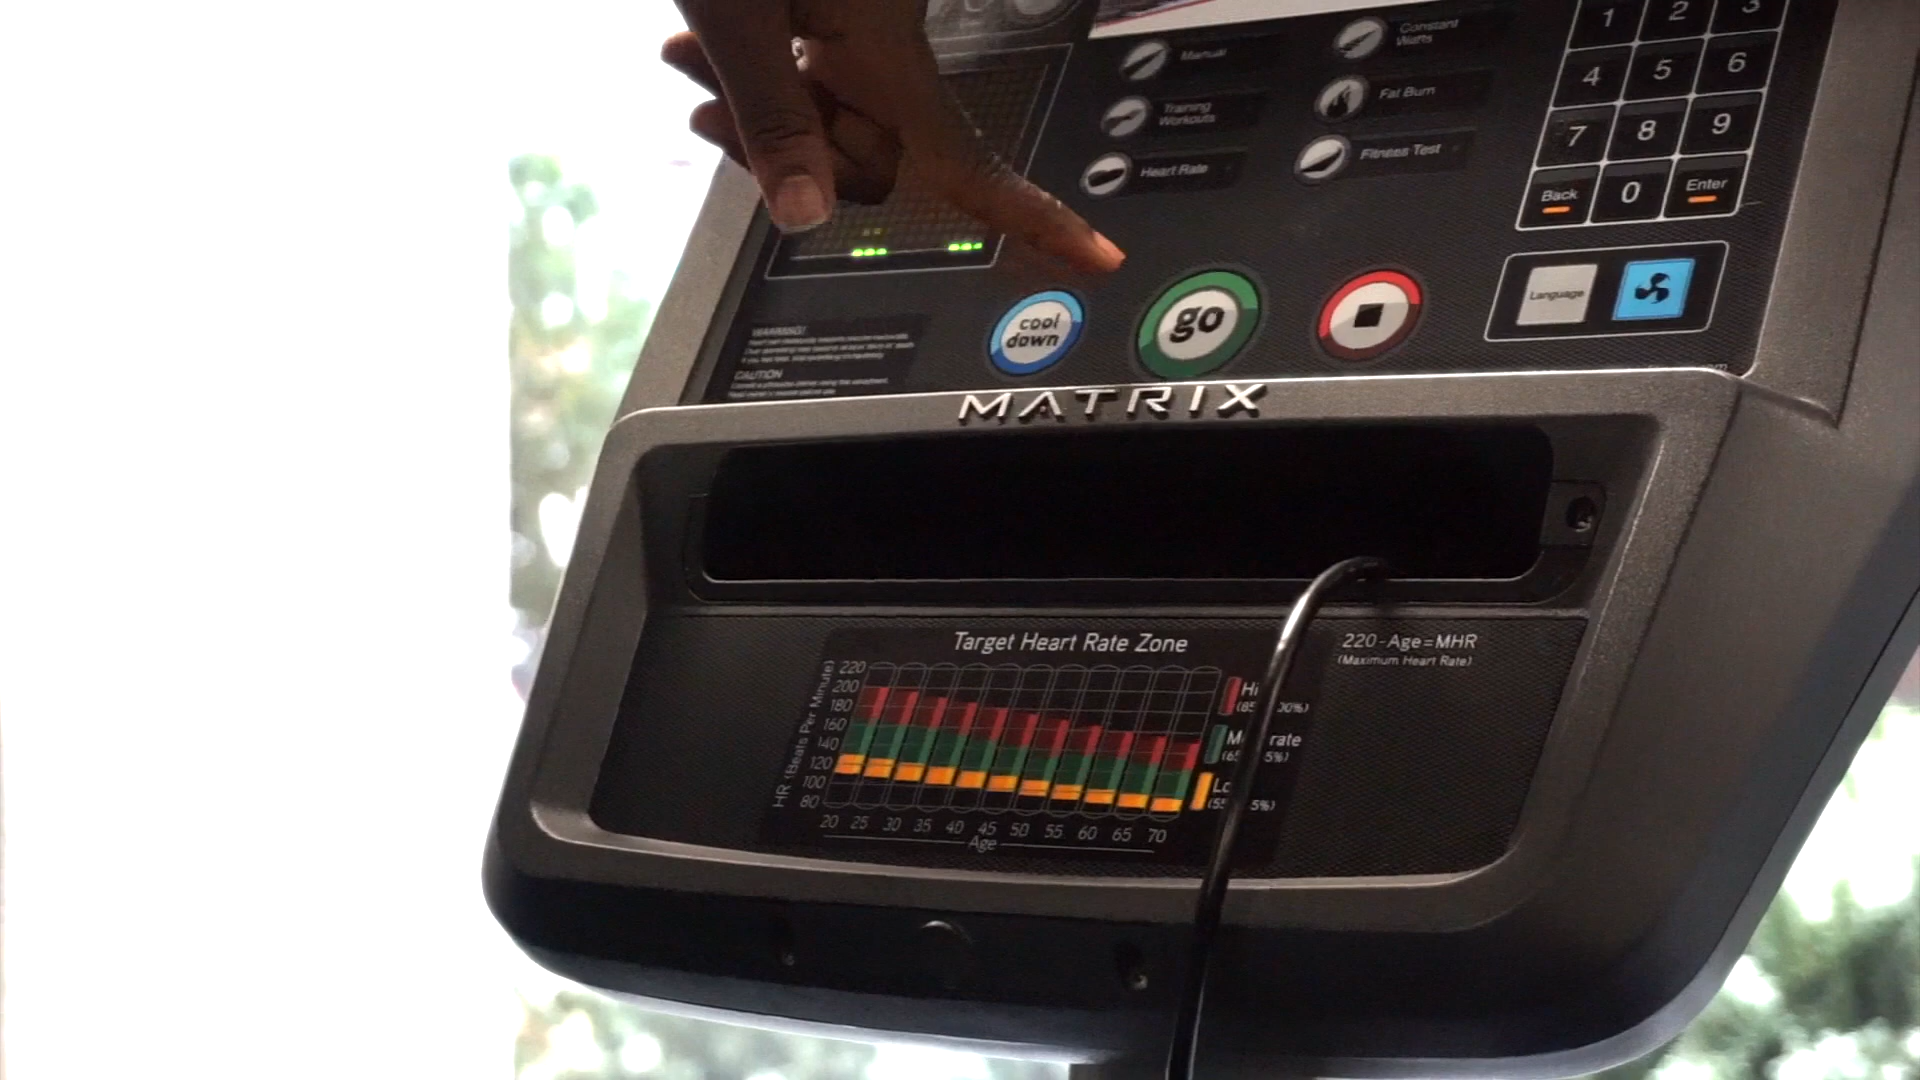 Manual
Constant
Watts
Training
Workouts
Fat Burn
Heart Rate
Fitness Test
1 2 3
4 5 6
7 8 9
Back 0 Enter
Language
cool
down
go
WARNING!
CAUTION
MATRIX
Target Heart Rate Zone
220-Age=MHR
(Maximum Heart Rate)
HR (Beats Per Minute)
220
200
180
160
140
120
100
80
20 25 30 35 40 45 50 55 60 65 70
Age